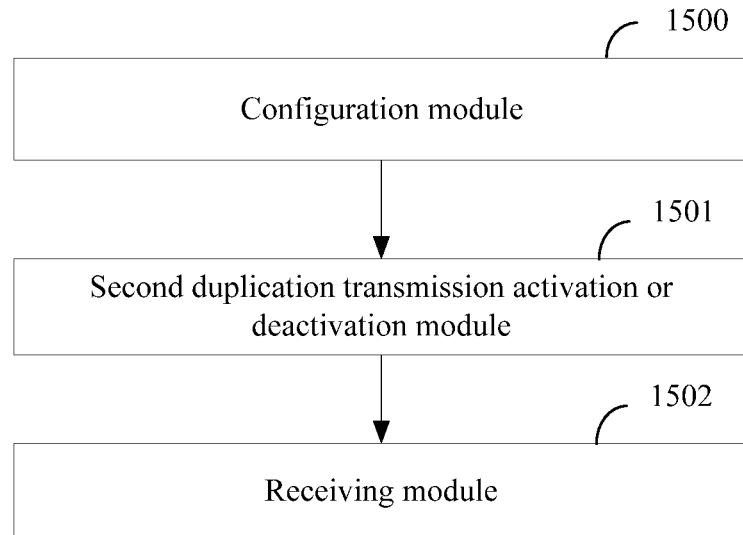 1500
Configuration module
1501
Second duplication transmission activation or
deactivation module
1502
Receiving module